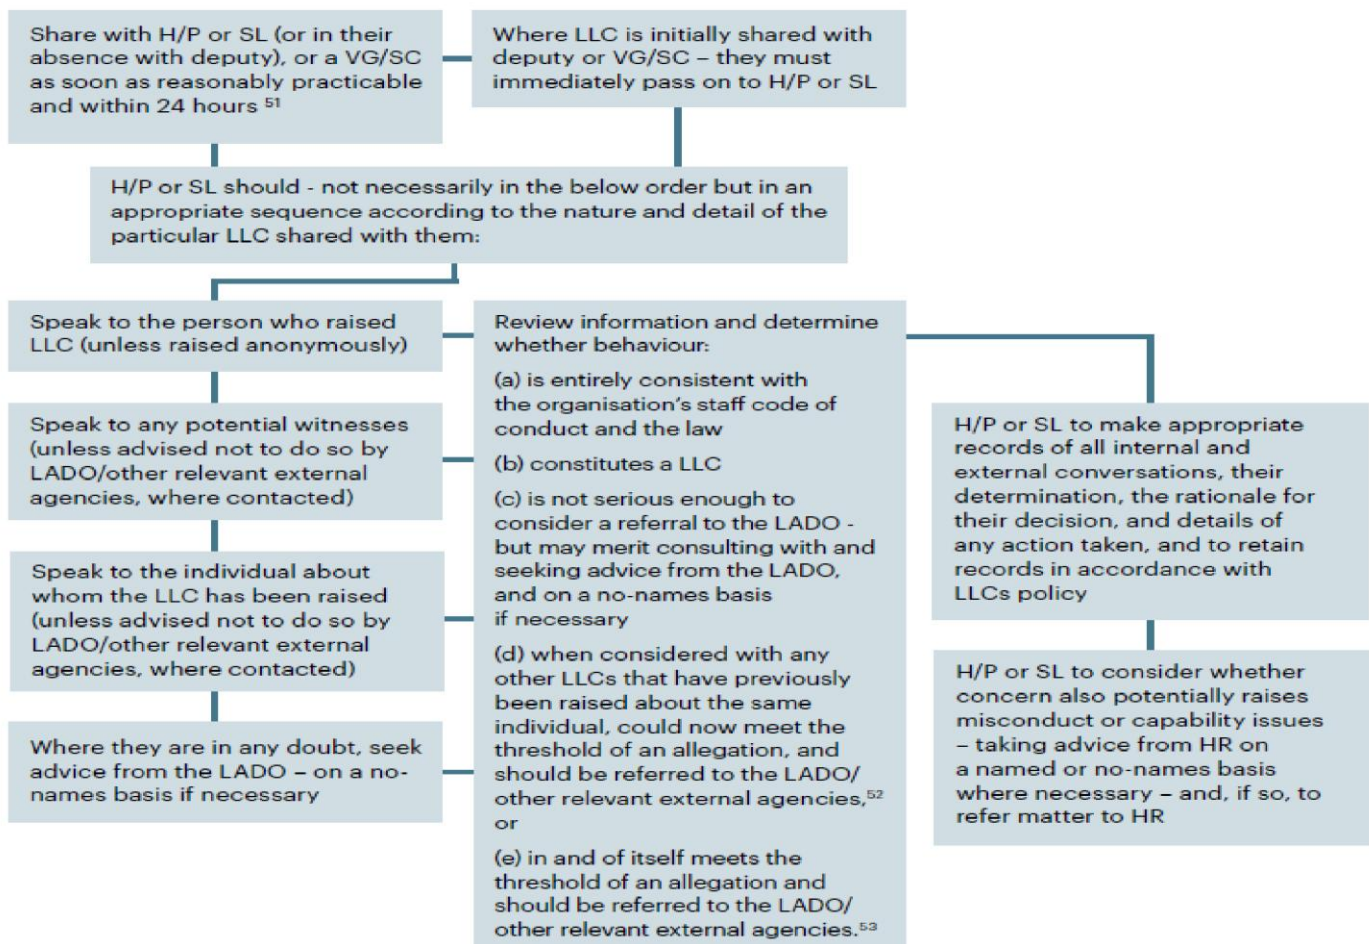 Share with H/P or SL (or in their
absence with deputy), or a VG/SC
as soon as reasonably practicable
and within 24 hours 51
Where LLC is initially shared with
deputy or VG/SC – they must
immediately pass on to H/P or SL
H/P or SL should - not necessarily in the below order but in an
appropriate sequence according to the nature and detail of the
particular LLC shared with them:
Speak to the person who raised
LLC (unless raised anonymously)
Speak to any potential witnesses
(unless advised not to do so by
LADO/other relevant external
agencies, where contacted)
Speak to the individual about
whom the LLC has been raised
(unless advised not to do so by
LADO/other relevant external
agencies, where contacted)
Where they are in any doubt, seek
advice from the LADO – on a no-
names basis if necessary
Review information and determine
whether behaviour:
(a) is entirely consistent with
the organisation's staff code of
conduct and the law
(b) constitutes a LLC
(c) is not serious enough to
consider a referral to the LADO -
but may merit consulting with and
seeking advice from the LADO,
and on a no-names basis
if necessary
(d) when considered with any
other LLCs that have previously
been raised about the same
individual, could now meet the
threshold of an allegation, and
should be referred to the LADO/
other relevant external agencies,52
or
(e) in and of itself meets the
threshold of an allegation and
should be referred to the LADO/
other relevant external agencies.53
H/P or SL to make appropriate
records of all internal and
external conversations, their
determination, the rationale for
their decision, and details of
any action taken, and to retain
records in accordance with
LLCs policy
H/P or SL to consider whether
concern also potentially raises
misconduct or capability issues
– taking advice from HR on
a named or no-names basis
where necessary – and, if so, to
refer matter to HR